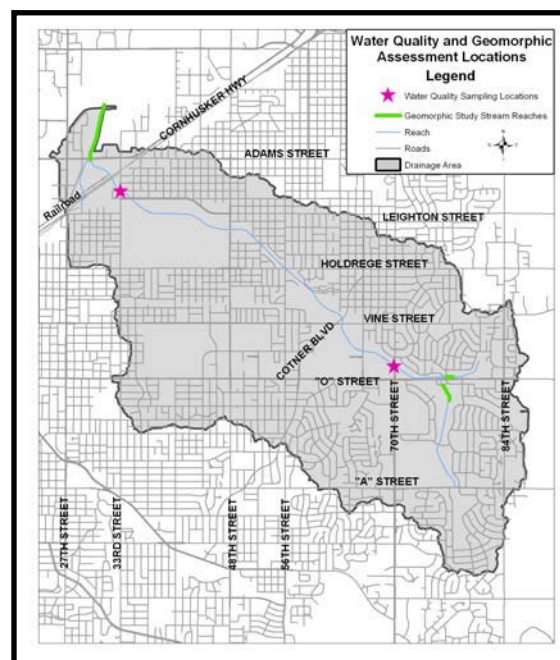 Water Quality and Geomorphic
Assessment Locations
Legend
Water Quality Sampling Locations
Geomorphic Study Stream Reaches
Reach
Roads
Drainage Area
CORNHUSKER HWY
Railroad
ADAMS STREET
LEIGHTON STREET
HOLDREGE STREET
VINE STREET
COTNER BLVD
"O" STREET
"A" STREET
27TH STREET
33RD STREET
48TH STREET
56TH STREET
70TH STREET
84TH STREET